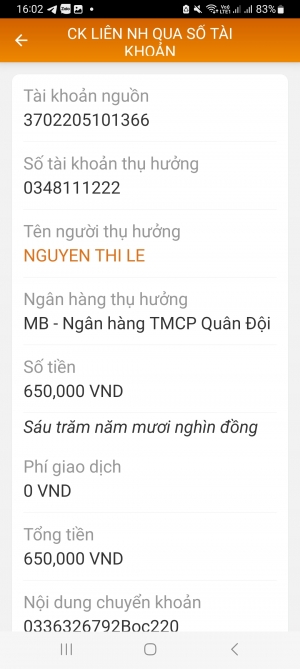 16:02
83%
CK LIÊN NH QUA SỐ TÀI
KHOẢN
Tài khoản nguồn
3702205101366
Số tài khoản thụ hưởng
0348111222
Tên người thụ hưởng
NGUYEN THI LE
Ngân hàng thụ hưởng
MB - Ngân hàng TMCP Quân Đội
Số tiền
650,000 VND
Sáu trăm năm mươi nghìn đồng
Phí giao dịch
0 VND
Tổng tiền
650,000 VND
Nội dung chuyển khoản
0336326792Boc220